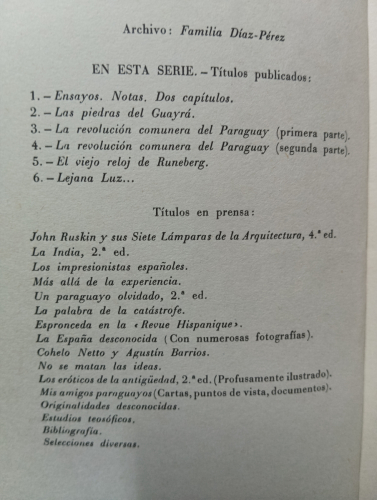 Archivo: Familia Díaz-Pérez
EN ESTA SERIE. - Títulos publicados:
1. - Ensayos. Notas. Dos capítulos.
2. - Las piedras del Guayrá.
3. - La revolución comunera del Paraguay (primera parte).
4. - La revolución comunera del Paraguay (segunda parte).
5. - El viejo reloj de Runeberg.
6. - Lejana Luz...
Títulos en prensa:
John Ruskin y sus Siete Lámparas de la Arquitectura, 4.ª ed.
La India, 2.ª ed.
Los impresionistas españoles.
Más allá de la experiencia.
Un paraguayo olvidado, 2.ª ed.
La palabra de la catástrofe.
Espronceda en la «Revue Hispanique».
La España desconocida (Con numerosas fotografías).
Cohelo Netto y Agustín Barrios.
No se matan las ideas.
Los eróticos de la antigüedad, 2.ª ed. (Profusamente ilustrado).
Mis amigos paraguayos (Cartas, puntos de vista, documentos).
Originalidades desconocidas.
Estudios teosóficos.
Bibliografía.
Selecciones diversas.